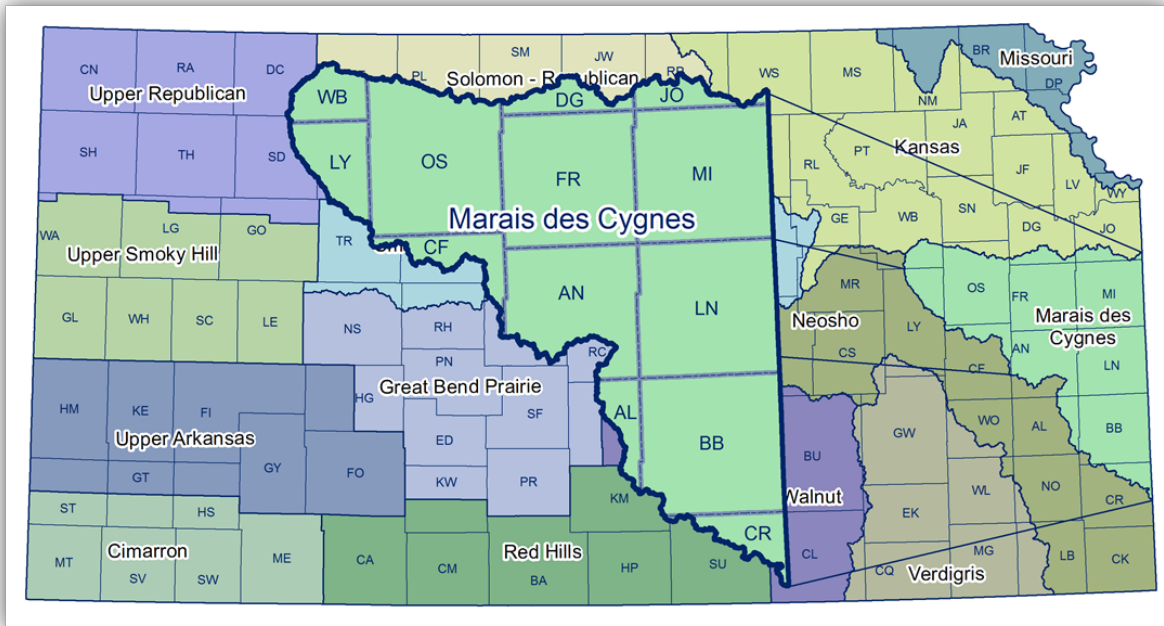 CN RA DC PL SM JW RP WS MS BR Missouri
DP
Upper Republican Solomon - Republican
WB DG JO NM
JA AT
SH TH SD LY OS FR MI RL PT Kansas JF LV WY
Marais des Cygnes
WA LG GO TR CF GE WB SN DG JO
Upper Smoky Hill
GL WH SC LE NS RH AN LN MR OS FR MI
Neosho LY Marais des
Cygnes
PN RC CS CF AN LN
Great Bend Prairie
HM KE FI HG SF AL BB GW WO AL BB
Upper Arkansas ED BU
GT GY FO KW PR KM Walnut WL NO CR
ST HS EK
Cimarron Red Hills CR
MT SV SW ME CA CM BA HP SU CL CQ MG LB CK
Verdigris